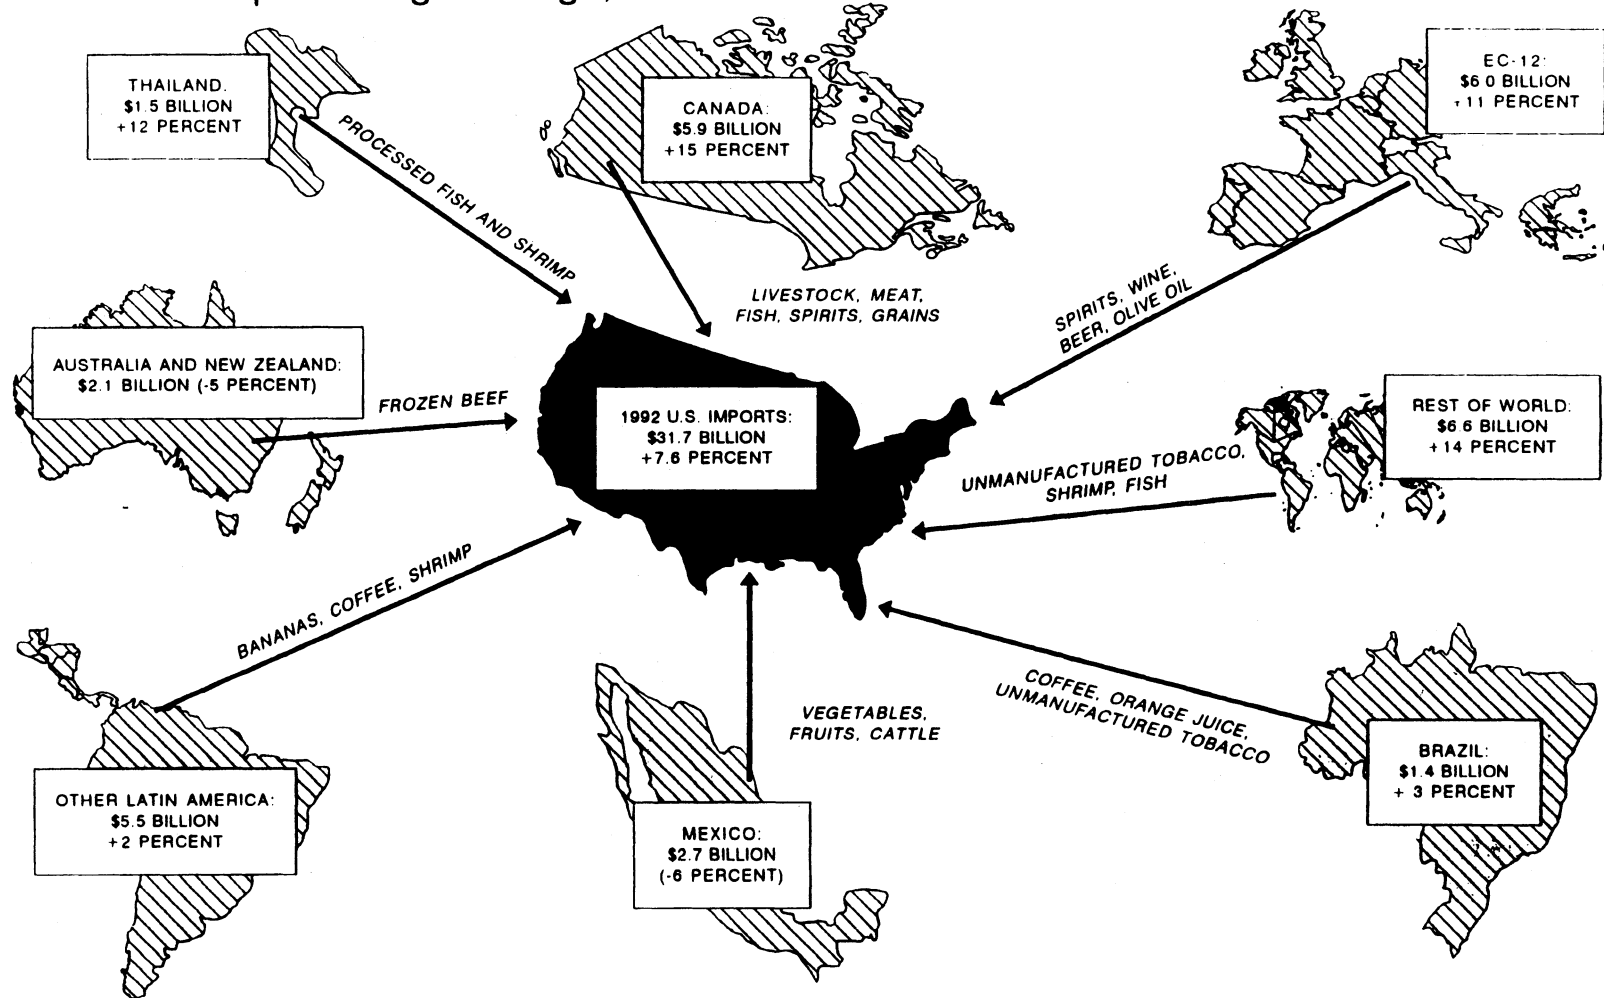 THAILAND.
$1.5 BILLION
+12 PERCENT
CANADA:
$5.9 BILLION
+15 PERCENT
EC-12:
$6 0 BILLION
+11 PERCENT
PROCESSED FISH AND SHRIMP
LIVESTOCK, MEAT,
FISH, SPIRITS, GRAINS
SPIRITS, WINE,
BEER, OLIVE OIL
AUSTRALIA AND NEW ZEALAND:
$2.1 BILLION (-5 PERCENT)
FROZEN BEEF
1992 U.S. IMPORTS:
$31.7 BILLION
+7.6 PERCENT
REST OF WORLD:
$6.6 BILLION
+14 PERCENT
UNMANUFACTURED TOBACCO,
SHRIMP, FISH
BANANAS, COFFEE, SHRIMP
COFFEE, ORANGE JUICE,
UNMANUFACTURED TOBACCO
VEGETABLES,
FRUITS, CATTLE
OTHER LATIN AMERICA:
$5.5 BILLION
+2 PERCENT
MEXICO:
$2.7 BILLION
(-6 PERCENT)
BRAZIL:
$1.4 BILLION
+ 3 PERCENT